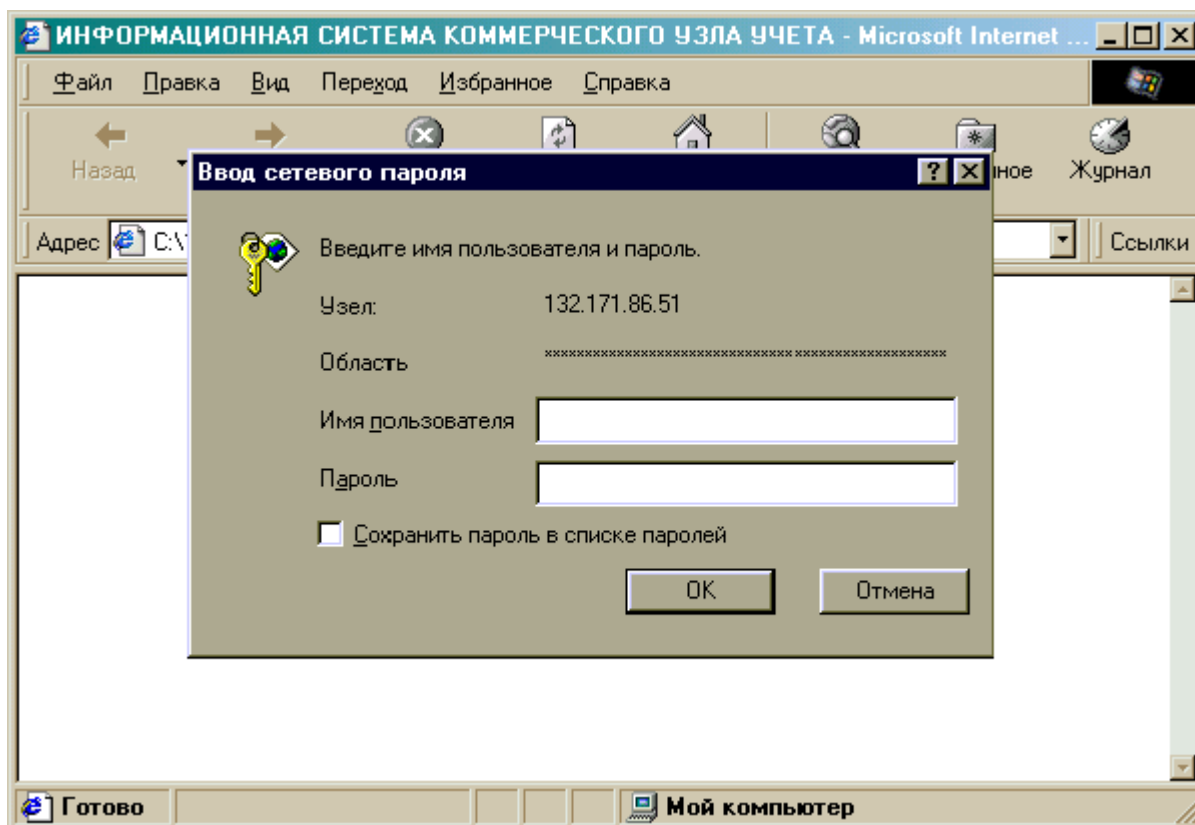 ИНФОРМАЦИОННАЯ СИСТЕМА КОММЕРЧЕСКОГО УЗЛА УЧЕТА - Microsoft Internet ...
Файл Правка Вид Переход Избранное Справка
Назад ное Журнал
Ввод сетевого пароля
Адрес C:\ Ссылки
Введите имя пользователя и пароль.
Узел: 132.171.86.51
Область ××××××××××××××××××××××××××××××××××××××××××××××××××
Имя пользователя
Пароль
Сохранить пароль в списке паролей
OK Отмена
Готово Мой компьютер